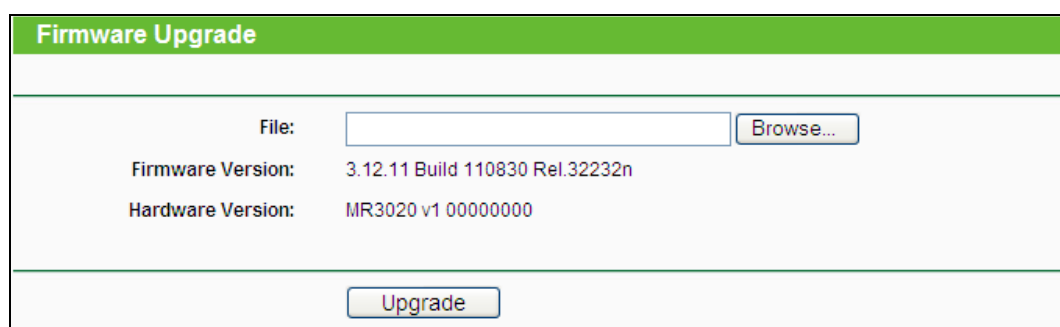 Firmware Upgrade
File: Browse...
Firmware Version: 3.12.11 Build 110830 Rel.32232n
Hardware Version: MR3020 v1 00000000
Upgrade